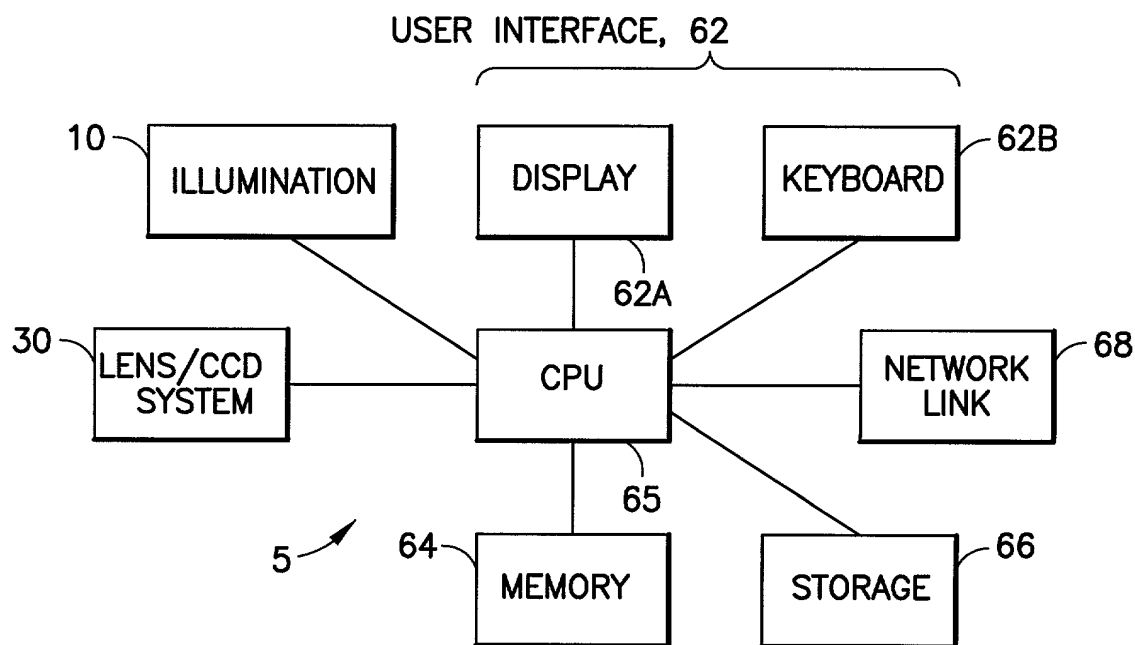 USER INTERFACE, 62
10
ILLUMINATION
DISPLAY
62A
KEYBOARD
62B
30
LENS/CCD
SYSTEM
CPU
65
NETWORK
LINK
68
5
64
MEMORY
STORAGE
66